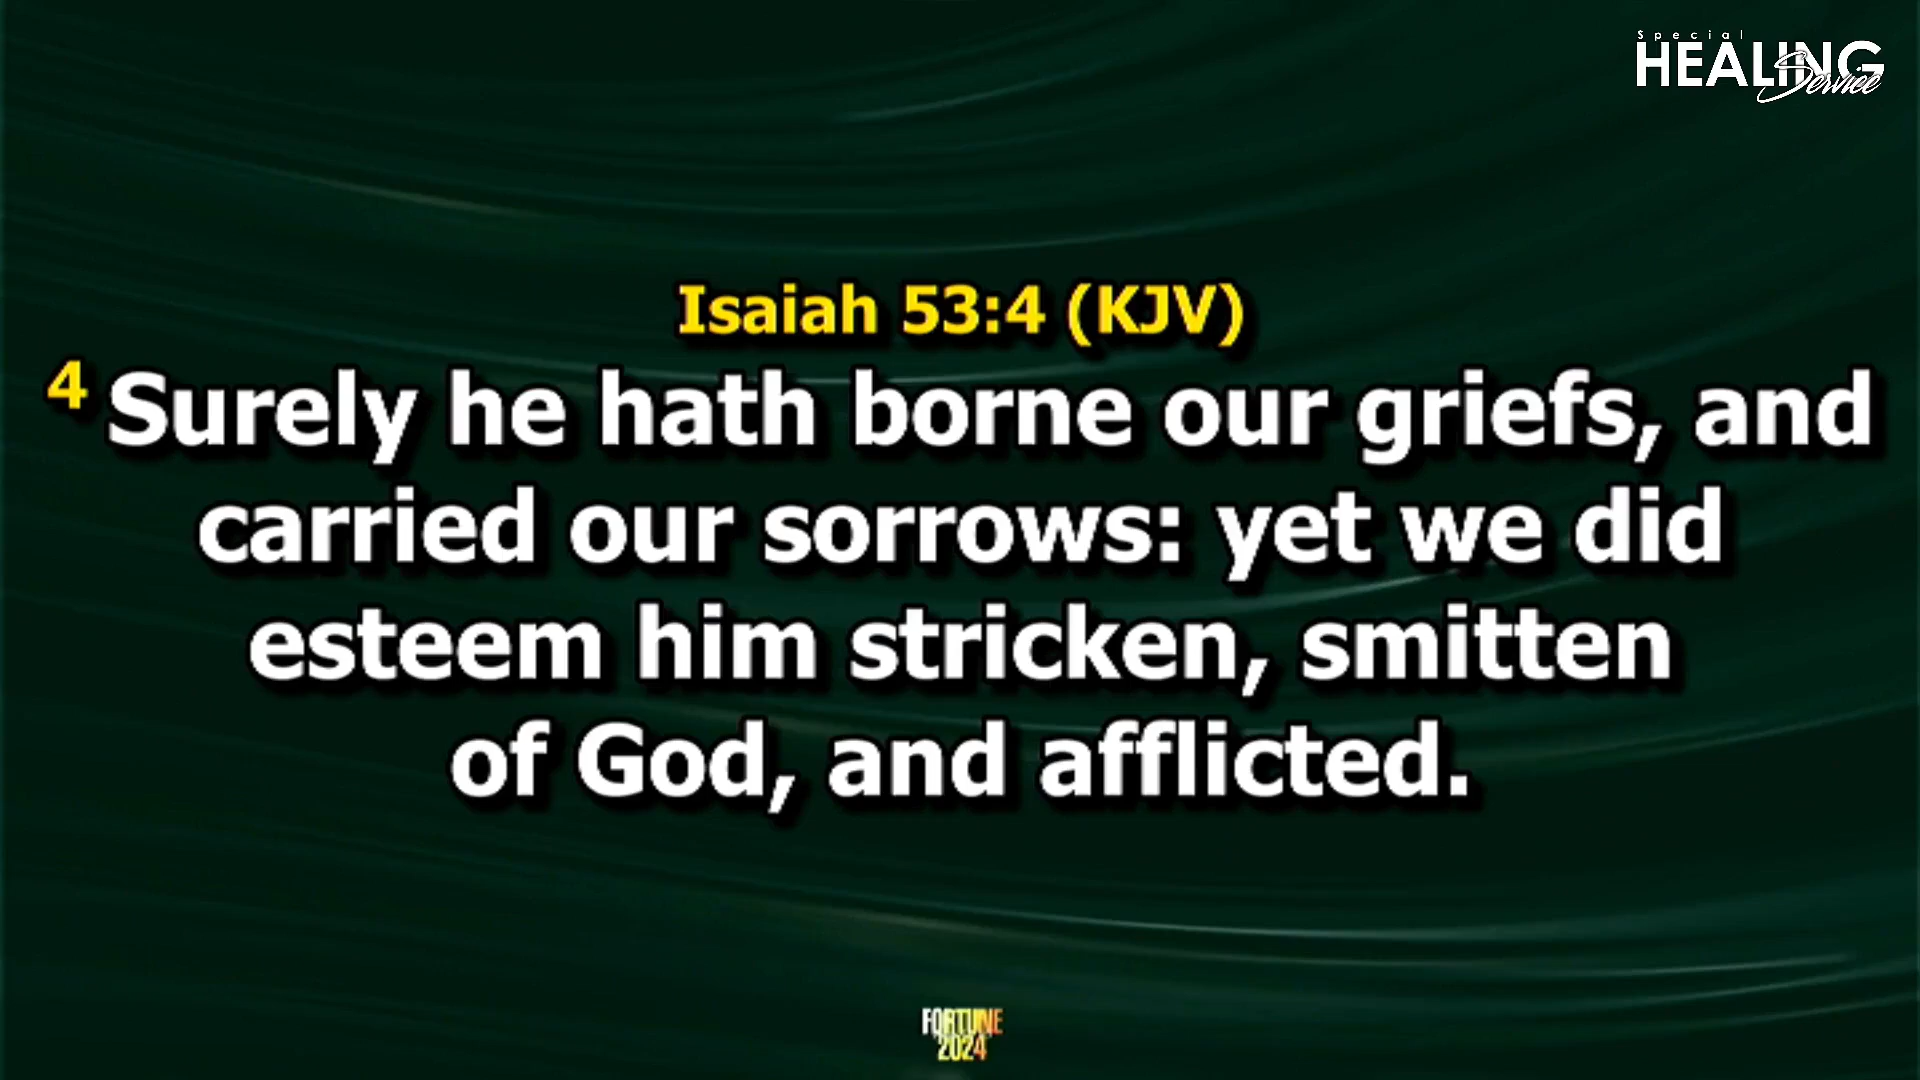 Special
HEALING
Service
Isaiah 53:4 (KJV)
4 Surely he hath borne our griefs, and
carried our sorrows: yet we did
esteem him stricken, smitten
of God, and afflicted.
FORTUNE
2024